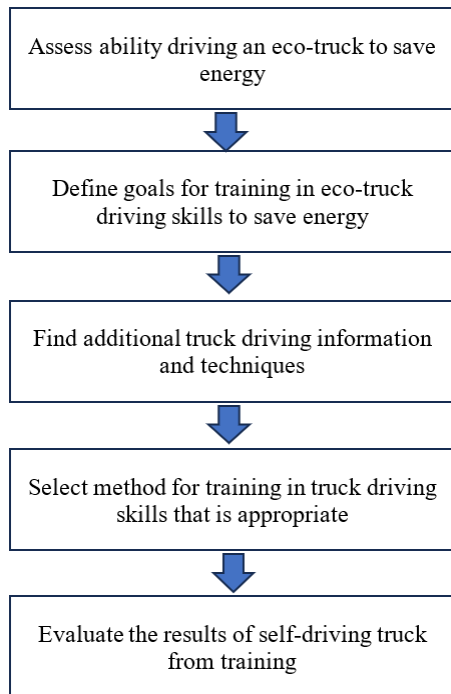 Assess ability driving an eco-truck to save
energy
Define goals for training in eco-truck
driving skills to save energy
Find additional truck driving information
and techniques
Select method for training in truck driving
skills that is appropriate
Evaluate the results of self-driving truck
from training